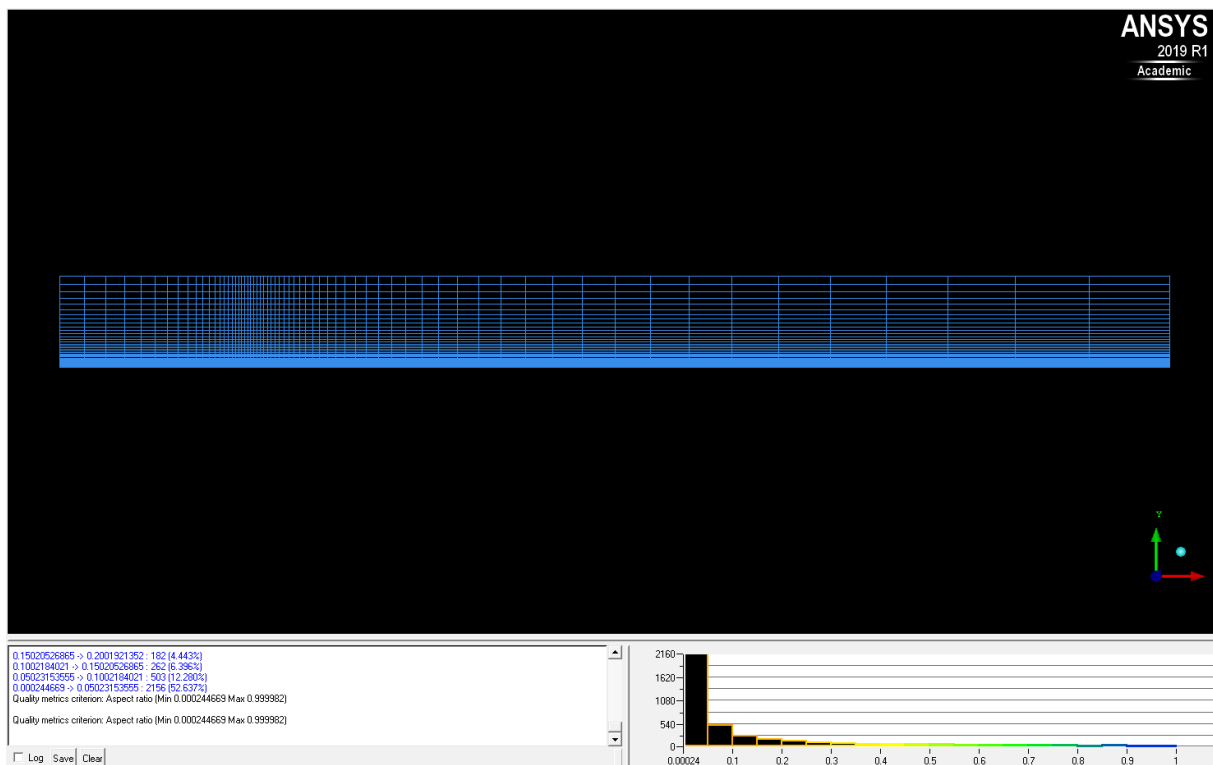 ANSYS
2019 R1
Academic
Y
0.15020526865 -> 0.2001921352 : 182 (4.443%)
0.1002184021 -> 0.15020526865 : 262 (6.396%)
0.05023153555 -> 0.1002184021 : 503 (12.280%)
0.000244669 -> 0.05023153555 : 2156 (52.637%)
Quality metrics criterion: Aspect ratio (Min 0.000244669 Max 0.999982)
Quality metrics criterion: Aspect ratio (Min 0.000244669 Max 0.999982)
Log Save Clear
2160
1620
1080
540
0
0.00024 0.1 0.2 0.3 0.4 0.5 0.6 0.7 0.8 0.9 1